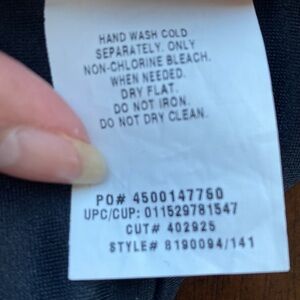 HAND WASH COLD
SEPARATELY. ONLY
NON-CHLORINE BLEACH.
WHEN NEEDED.
DRY FLAT.
DO NOT IRON.
DO NOT DRY CLEAN.
PO# 4500147760
UPC/CUP: 011529781547
CUT# 402925
STYLE# 8190094/141